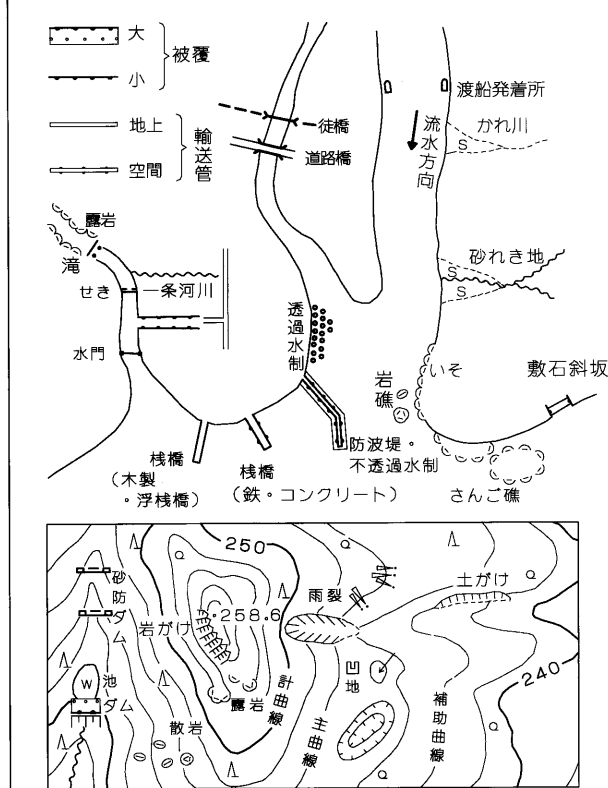 大
小
被覆
地上
空間
輸送管
徒橋
道路橋
渡船発着所
流水方向
かれ川
S
砂れき地
S
S
露岩
滝
せき
一条河川
水門
透過水制
いそ
岩礁
敷石斜坂
桟橋
(木製
・浮桟橋)
桟橋
(鉄・コンクリート)
防波堤・
不透過水制
さんご礁
250
Q
Q
Q
Q
砂防ダム
岩がけ
・258.6
雨裂
土がけ
凹地
240
W
池
ダム
露岩
計曲線
主曲線
補助曲線
散岩